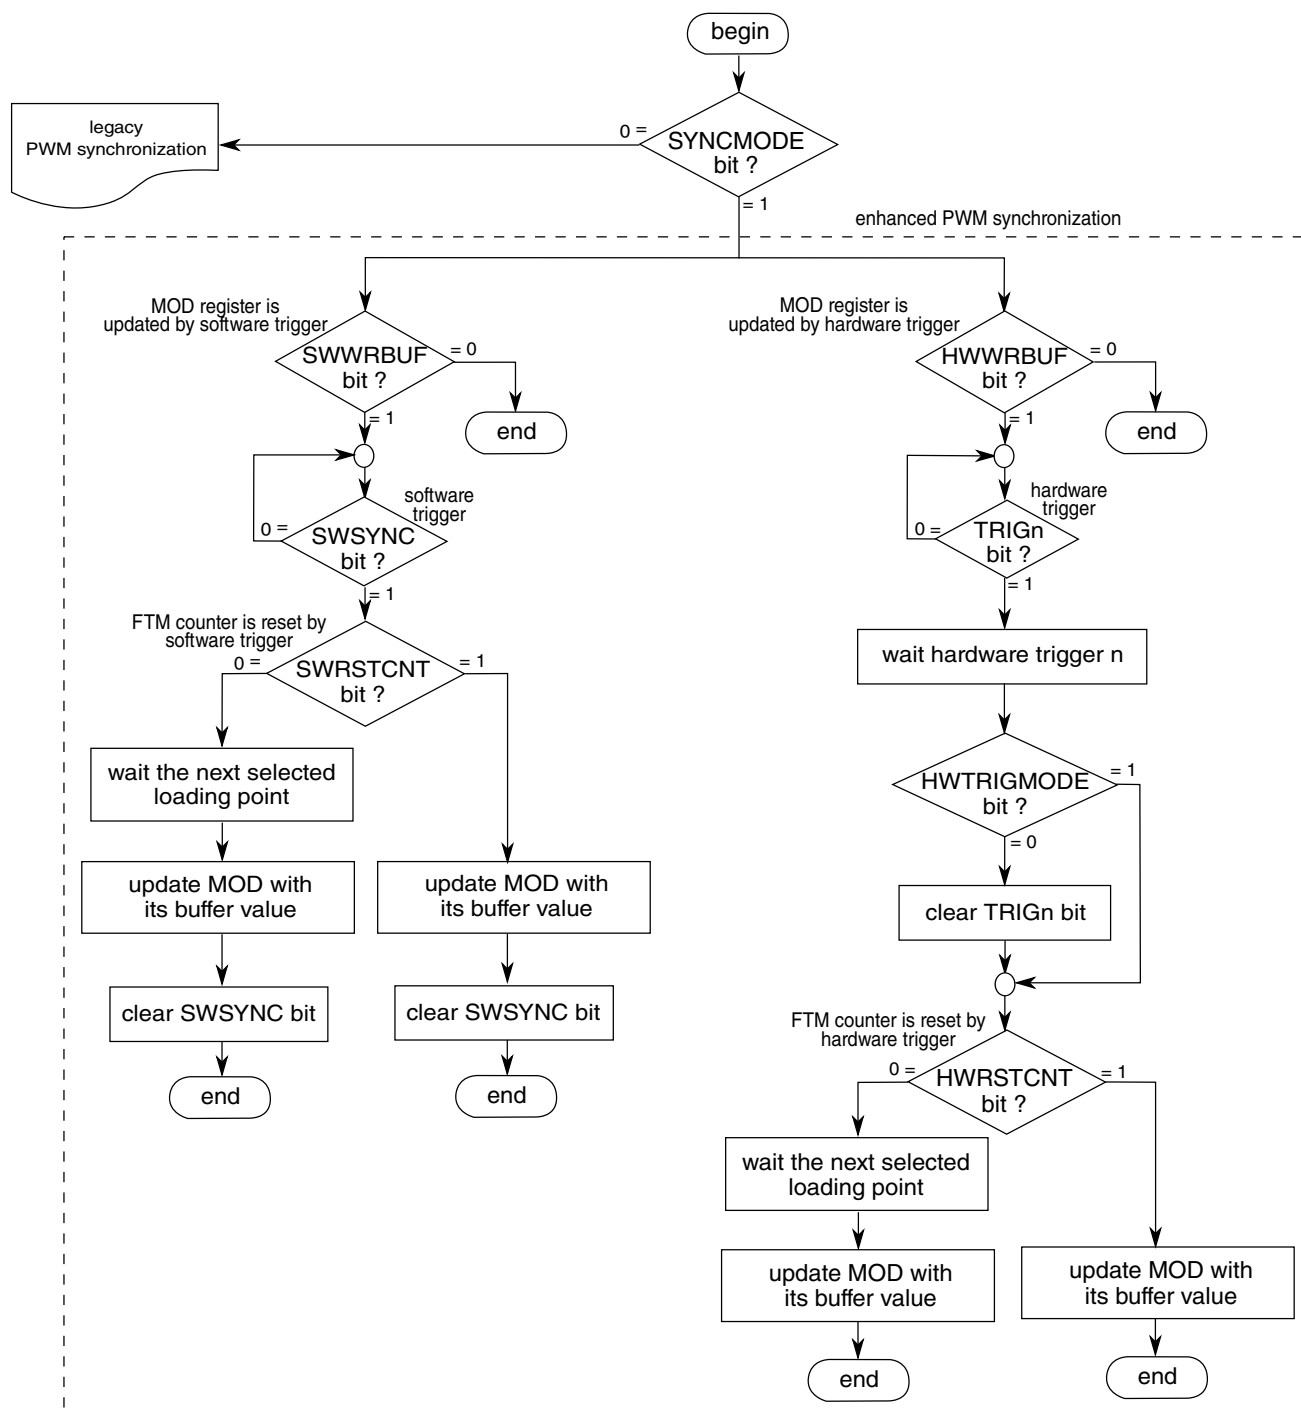 begin
legacy
PWM synchronization
0 =
SYNCMODE
bit ?
= 1
enhanced PWM synchronization
MOD register is
updated by software trigger
SWWRBUF
bit ?
= 0
end
= 1
software
trigger
0 =
SWSYNC
bit ?
= 1
FTM counter is reset by
software trigger
0 =
SWRSTCNT
bit ?
= 1
wait the next selected
loading point
update MOD with
its buffer value
clear SWSYNC bit
end
update MOD with
its buffer value
clear SWSYNC bit
end
MOD register is
updated by hardware trigger
HWWRBUF
bit ?
= 0
end
= 1
hardware
trigger
0 =
TRIGn
bit ?
= 1
wait hardware trigger n
HWTRIGMODE
bit ?
= 1
= 0
clear TRIGn bit
FTM counter is reset by
hardware trigger
0 =
HWRSTCNT
bit ?
= 1
wait the next selected
loading point
update MOD with
its buffer value
end
update MOD with
its buffer value
end